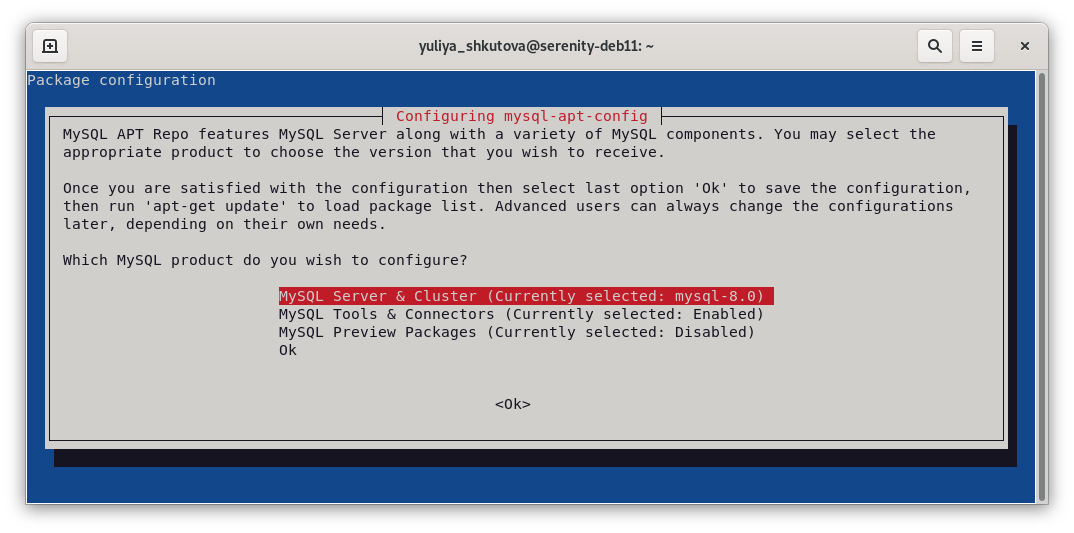 yuliya_shkutova@serenity-deb11: ~
Package configuration
Configuring mysql-apt-config
MySQL APT Repo features MySQL Server along with a variety of MySQL components. You may select the
appropriate product to choose the version that you wish to receive.
Once you are satisfied with the configuration then select last option 'Ok' to save the configuration,
then run 'apt-get update' to load package list. Advanced users can always change the configurations
later, depending on their own needs.
Which MySQL product do you wish to configure?
MySQL Server & Cluster (Currently selected: mysql-8.0)
MySQL Tools & Connectors (Currently selected: Enabled)
MySQL Preview Packages (Currently selected: Disabled)
Ok
<Ok>